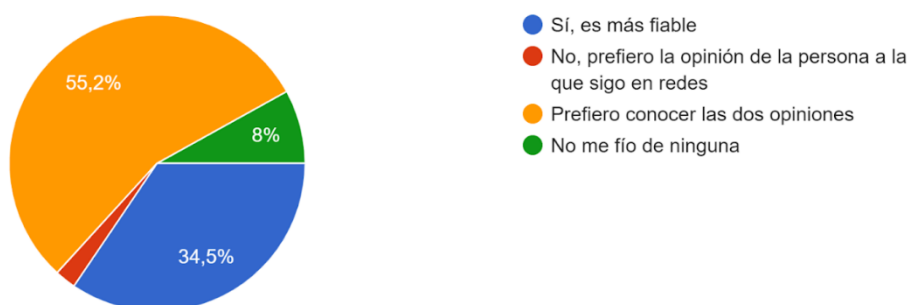 55,2%
8%
34,5%
Sí, es más fiable
No, prefiero la opinión de la persona a la
que sigo en redes
Prefiero conocer las dos opiniones
No me fío de ninguna